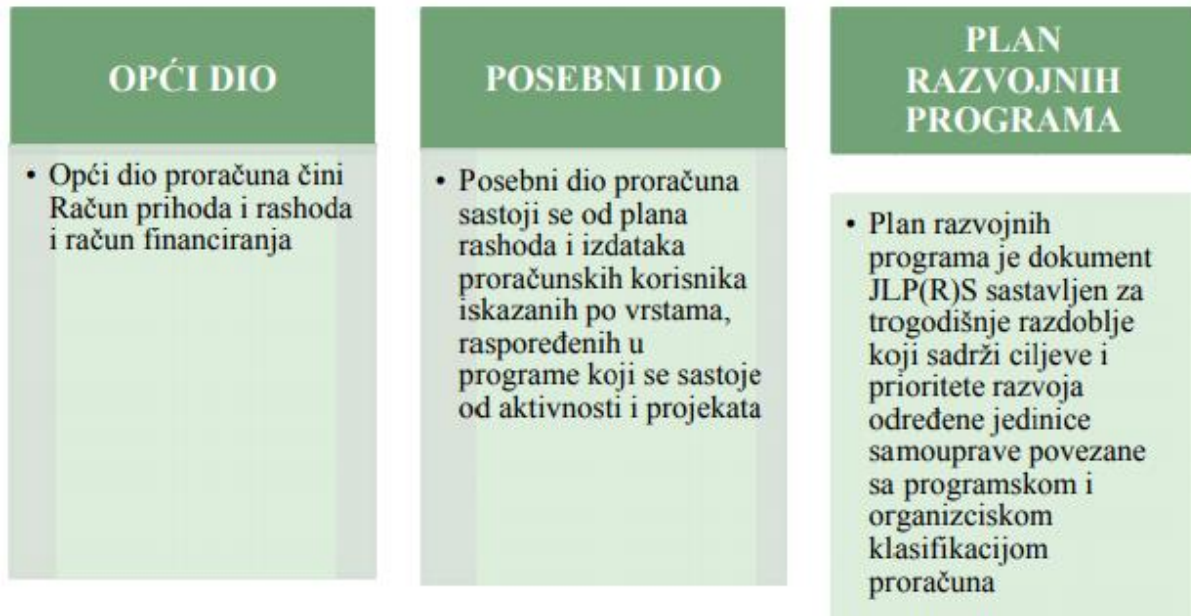 OPĆI DIO
• Opći dio proračuna čini
Račun prihoda i rashoda
i račun financiranja
POSEBNI DIO
• Posebni dio proračuna
sastoji se od plana
rashoda i izdataka
proračunskih korisnika
iskazanih po vrstama,
raspoređenih u
programe koji se sastoje
od aktivnosti i projekata
PLAN
RAZVOJNIH
PROGRAMA
• Plan razvojnih
programa je dokument
JLP(R)S sastavljen za
trogodišnje razdoblje
koji sadrži ciljeve i
prioritete razvoja
određene jedinice
samouprave povezane
sa programskom i
organizciskom
klasifikacijom
proračuna